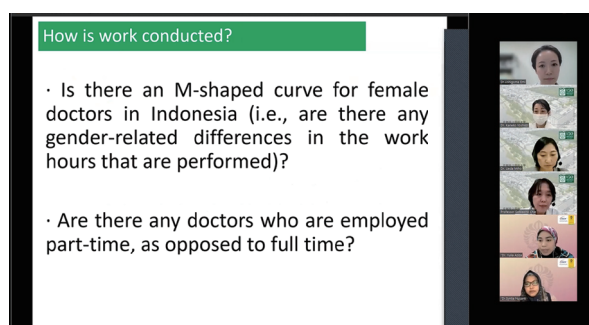 How is work conducted?
· Is there an M-shaped curve for female
doctors in Indonesia (i.e., are there any
gender-related differences in the work
hours that are performed)?
· Are there any doctors who are employed
part-time, as opposed to full time?